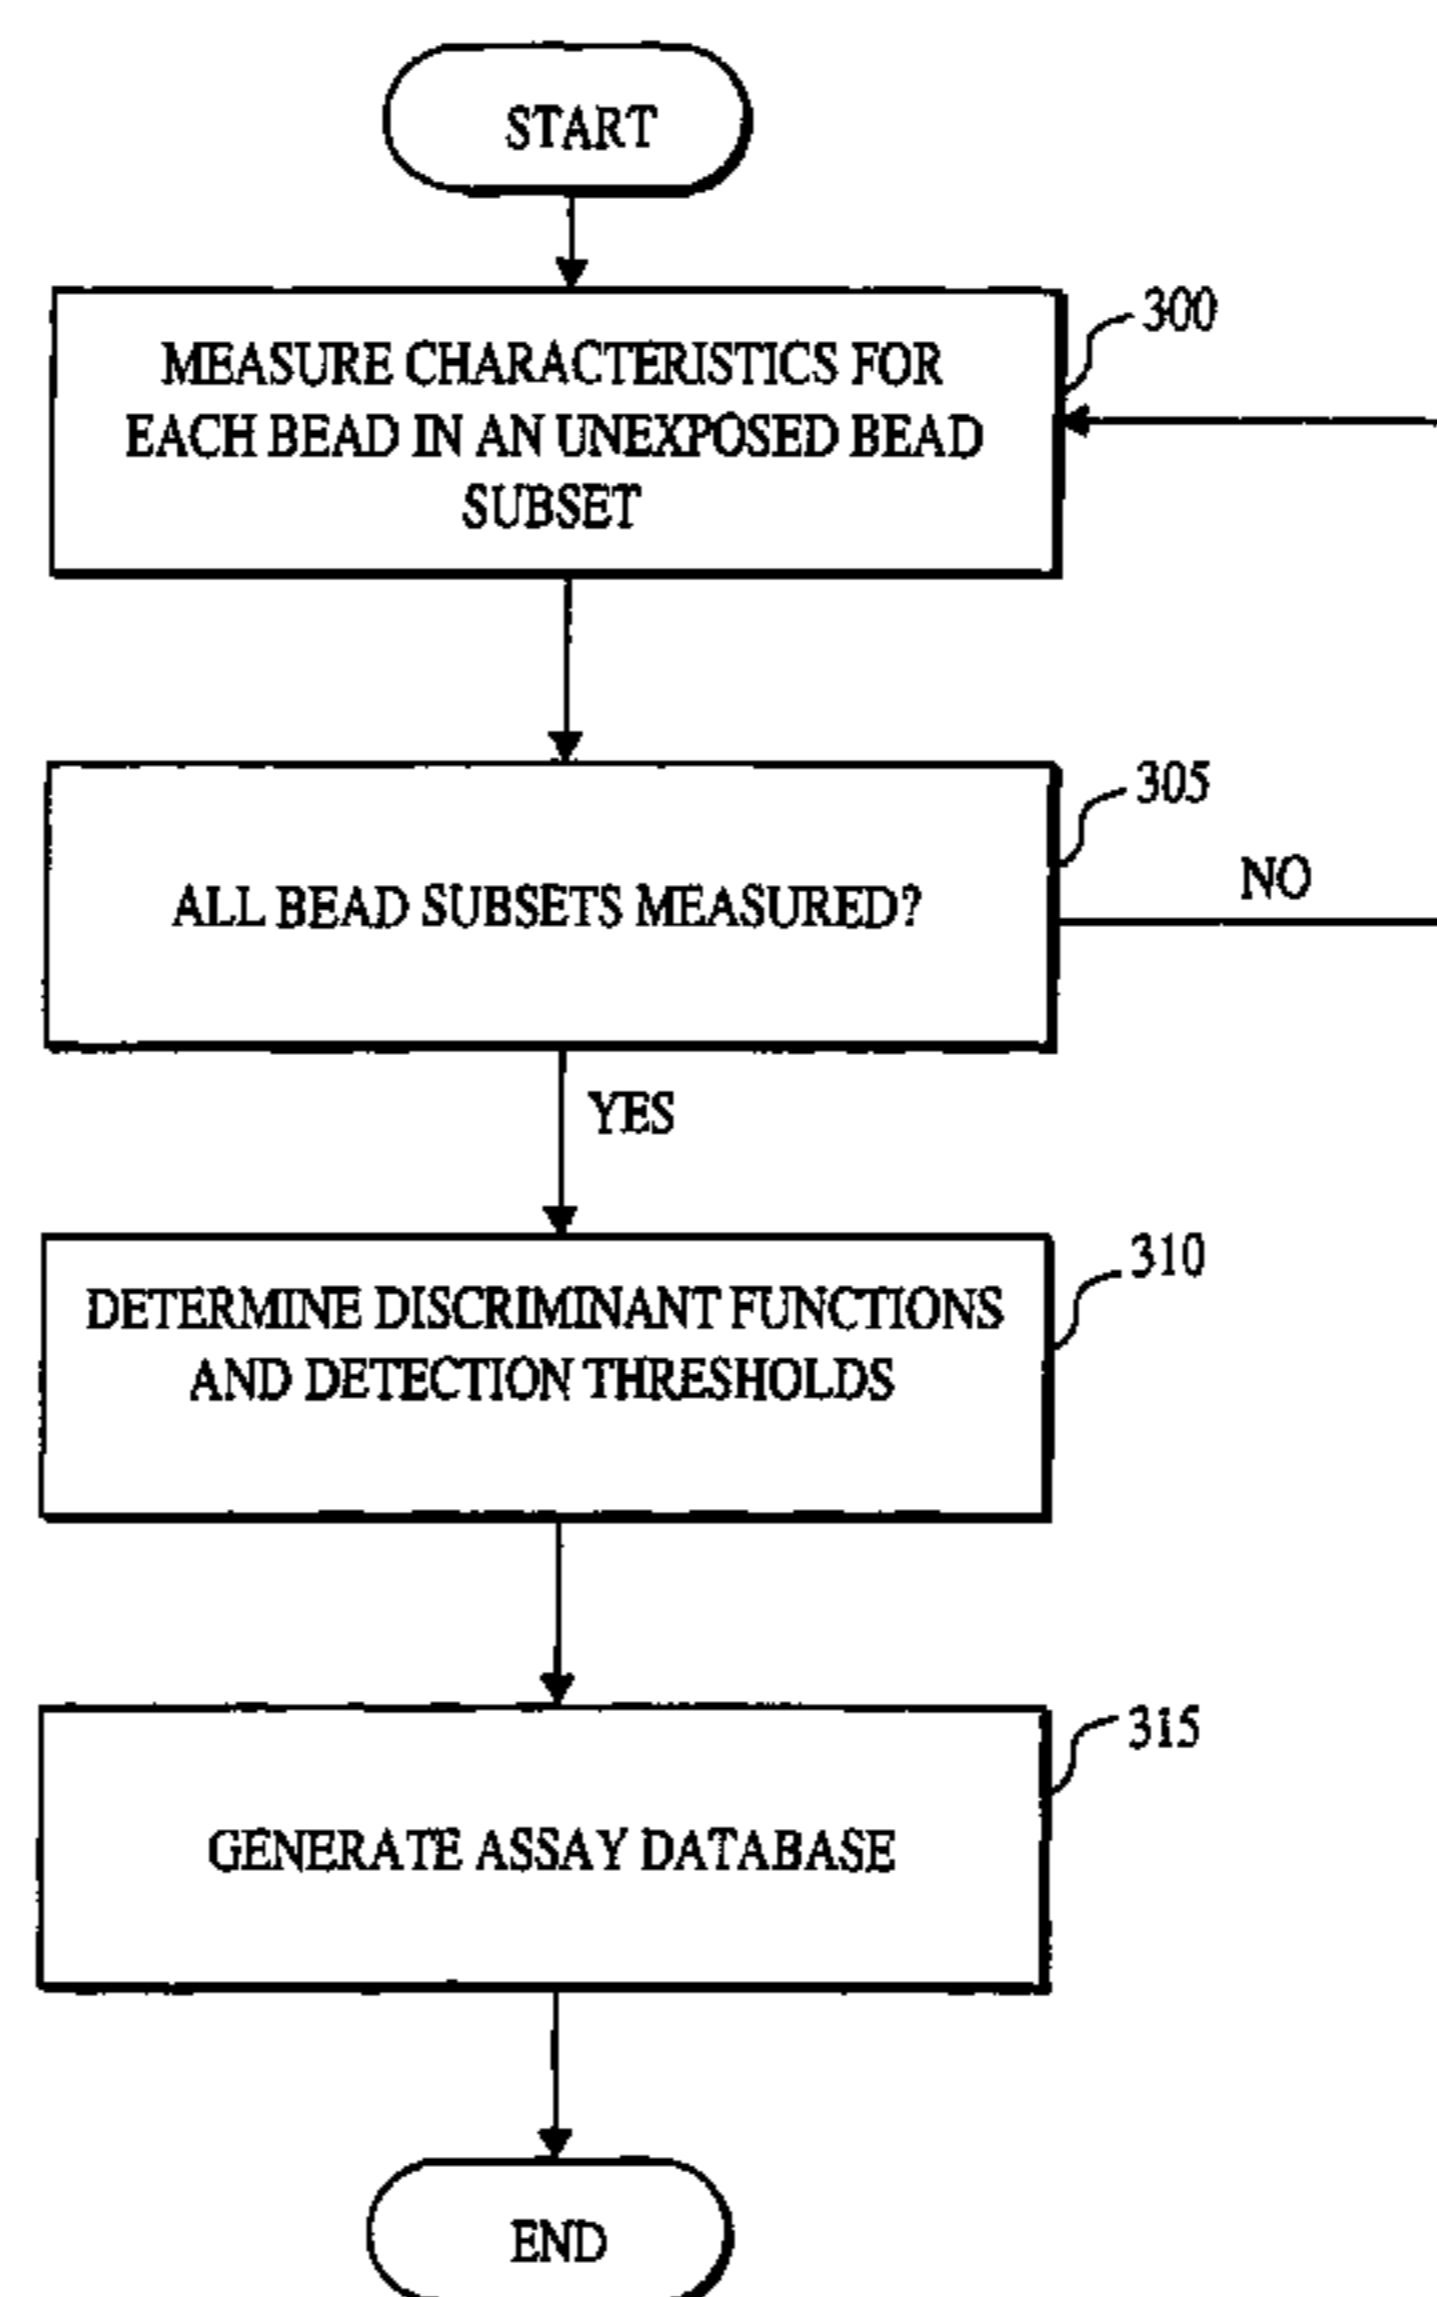 START
300
MEASURE CHARACTERISTICS FOR
EACH BEAD IN AN UNEXPOSED BEAD
SUBSET
305
ALL BEAD SUBSETS MEASURED?
NO
YES
310
DETERMINE DISCRIMINANT FUNCTIONS
AND DETECTION THRESHOLDS
315
GENERATE ASSAY DATABASE
END